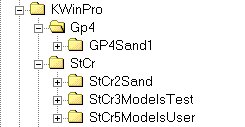 KWinPro
Gp4
GP4Sand1
StCr
StCr2Sand
StCr3ModelsTest
StCr5ModelsUser